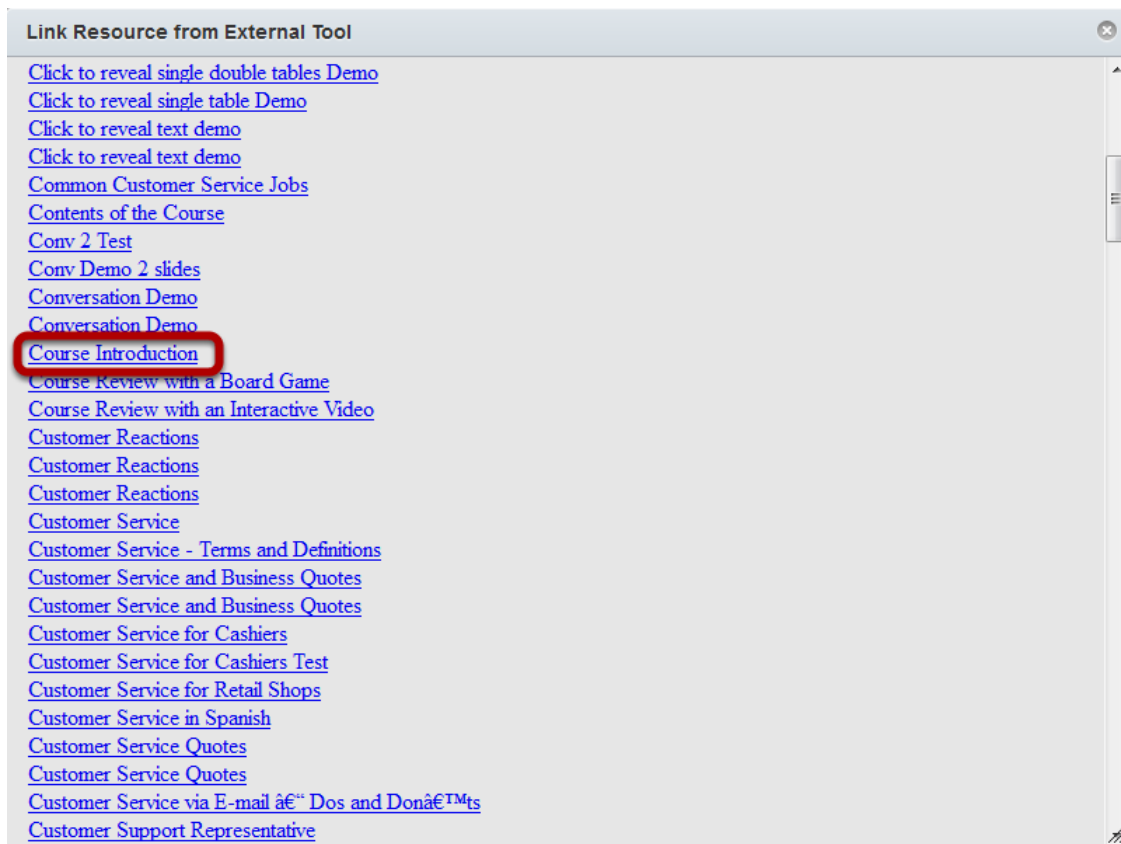 Link Resource from External Tool
Click to reveal single double tables Demo
Click to reveal single table Demo
Click to reveal text demo
Click to reveal text demo
Common Customer Service Jobs
Contents of the Course
Conv 2 Test
Conv Demo 2 slides
Conversation Demo
Conversation Demo
Course Introduction
Course Review with a Board Game
Course Review with an Interactive Video
Customer Reactions
Customer Reactions
Customer Reactions
Customer Service
Customer Service - Terms and Definitions
Customer Service and Business Quotes
Customer Service and Business Quotes
Customer Service for Cashiers
Customer Service for Cashiers Test
Customer Service for Retail Shops
Customer Service in Spanish
Customer Service Quotes
Customer Service Quotes
Customer Service via E-mail â€“ Dos and Donâ€™ts
Customer Support Representative